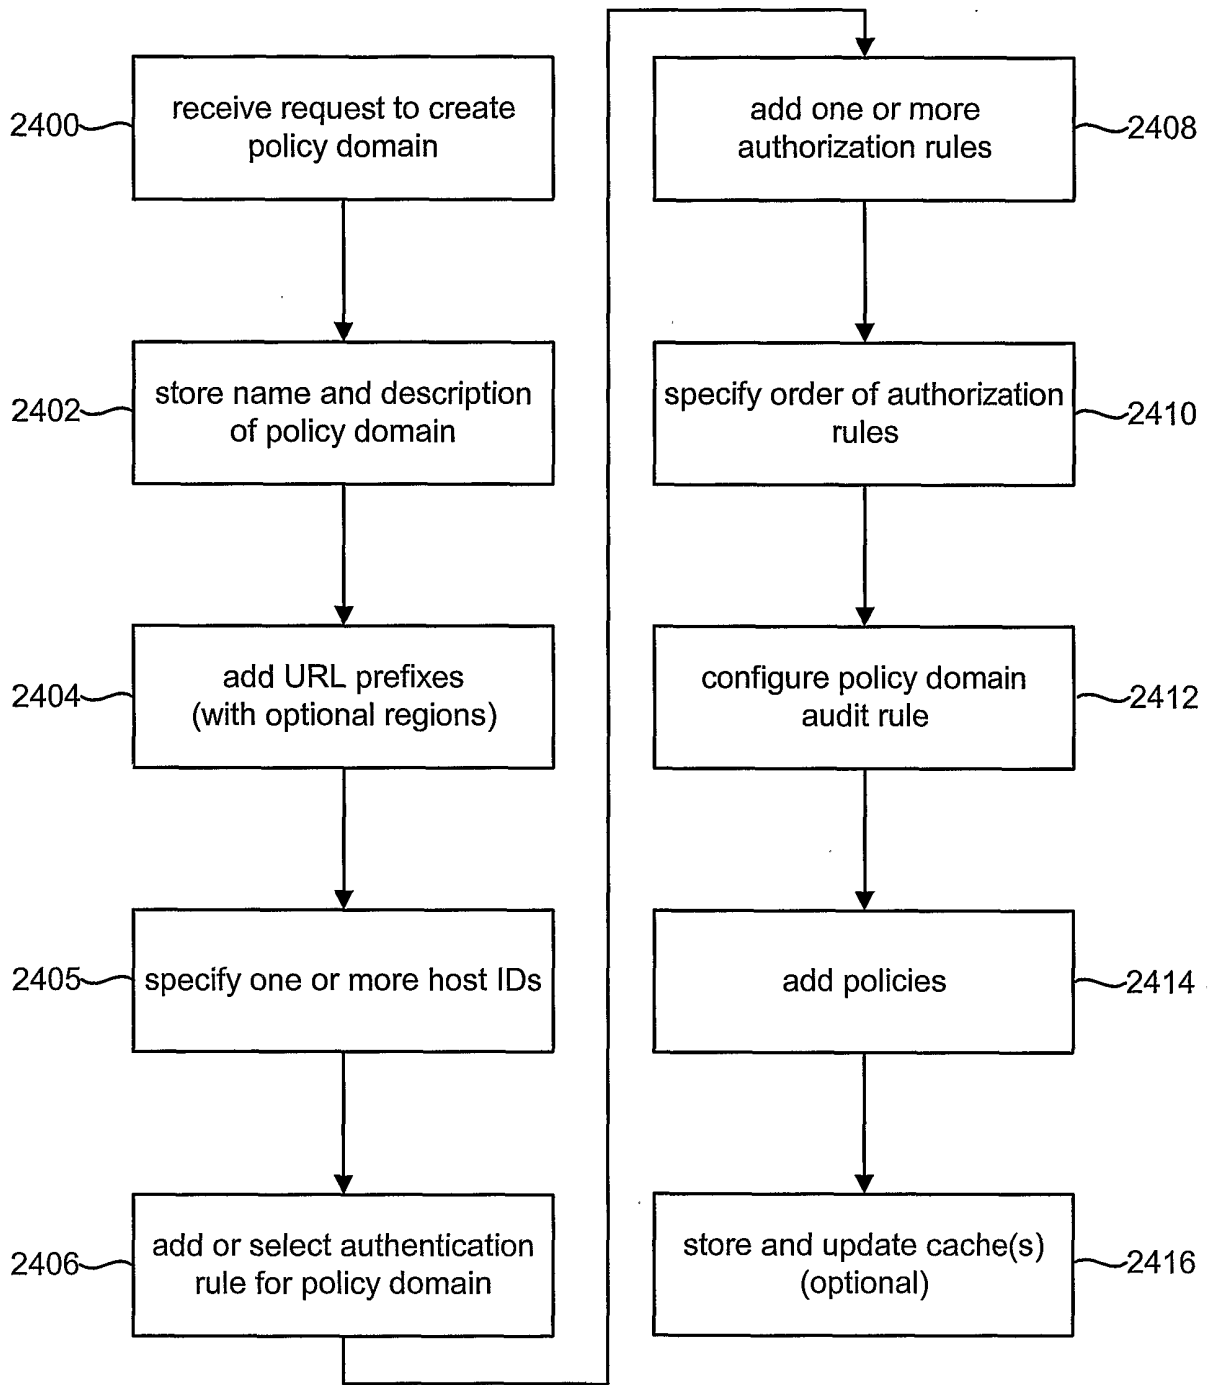 2400
receive request to create
policy domain
2402
store name and description
of policy domain
2404
add URL prefixes
(with optional regions)
2405
specify one or more host IDs
2406
add or select authentication
rule for policy domain
add one or more
authorization rules
2408
specify order of authorization
rules
2410
configure policy domain
audit rule
2412
add policies
2414
store and update cache(s)
(optional)
2416